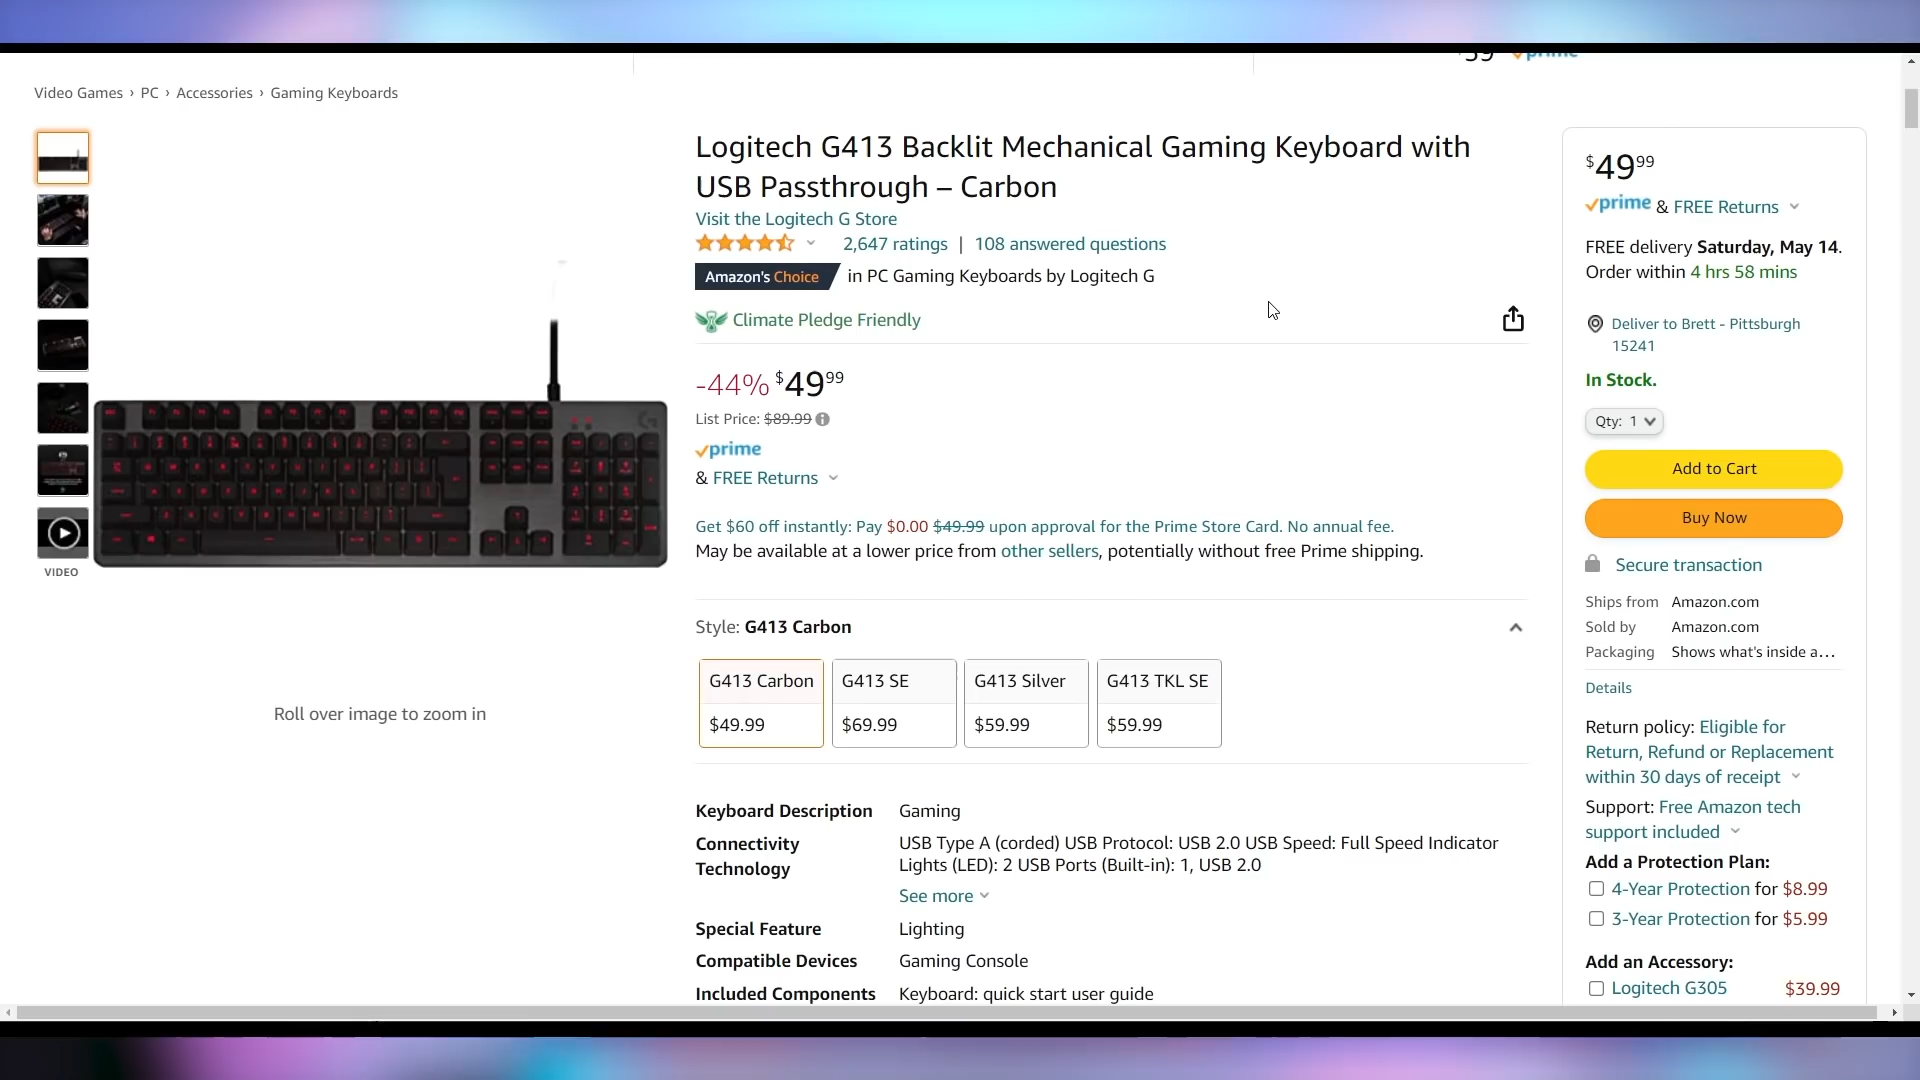 Video Games › PC › Accessories › Gaming Keyboards
VIDEO
Roll over image to zoom in
Logitech G413 Backlit Mechanical Gaming Keyboard with
USB Passthrough – Carbon
Visit the Logitech G Store
2,647 ratings | 108 answered questions
Amazon's Choice in PC Gaming Keyboards by Logitech G
Climate Pledge Friendly
-44% $49 99
List Price: $89.99
prime
& FREE Returns
Get $60 off instantly: Pay $0.00 $49.99 upon approval for the Prime Store Card. No annual fee.
May be available at a lower price from other sellers, potentially without free Prime shipping.
Style: G413 Carbon
G413 Carbon
$49.99
G413 SE
$69.99
G413 Silver
$59.99
G413 TKL SE
$59.99
Keyboard Description Gaming
Connectivity Technology
USB Type A (corded) USB Protocol: USB 2.0 USB Speed: Full Speed Indicator
Lights (LED): 2 USB Ports (Built-in): 1, USB 2.0
See more
Special Feature Lighting
Compatible Devices Gaming Console
Included Components Keyboard: quick start user guide
$49 99
prime & FREE Returns
FREE delivery Saturday, May 14.
Order within 4 hrs 58 mins
Deliver to Brett - Pittsburgh
15241
In Stock.
Qty: 1
Add to Cart
Buy Now
Secure transaction
Ships from Amazon.com
Sold by Amazon.com
Packaging Shows what's inside a...
Details
Return policy: Eligible for
Return, Refund or Replacement
within 30 days of receipt
Support: Free Amazon tech
support included
Add a Protection Plan:
4-Year Protection for $8.99
3-Year Protection for $5.99
Add an Accessory:
Logitech G305 $39.99